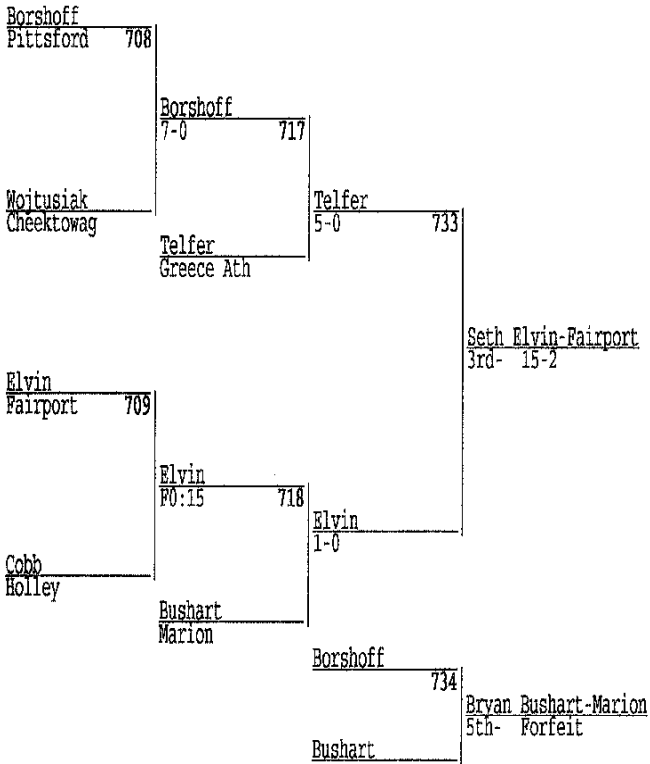 Borshoff
Pittsford 708
Borshoff
7-0 717
Wojtusiak
Cheektowag
Telfer
5-0 733
Telfer
Greece Ath
Seth Elvin-Fairport
3rd- 15-2
Elvin
Fairport 709
Elvin
F0:15 718
Elvin
1-0
Cobb
Holley
Bushart
Marion
Borshoff
734
Bryan Bushart-Marion
5th- Forfeit
Bushart